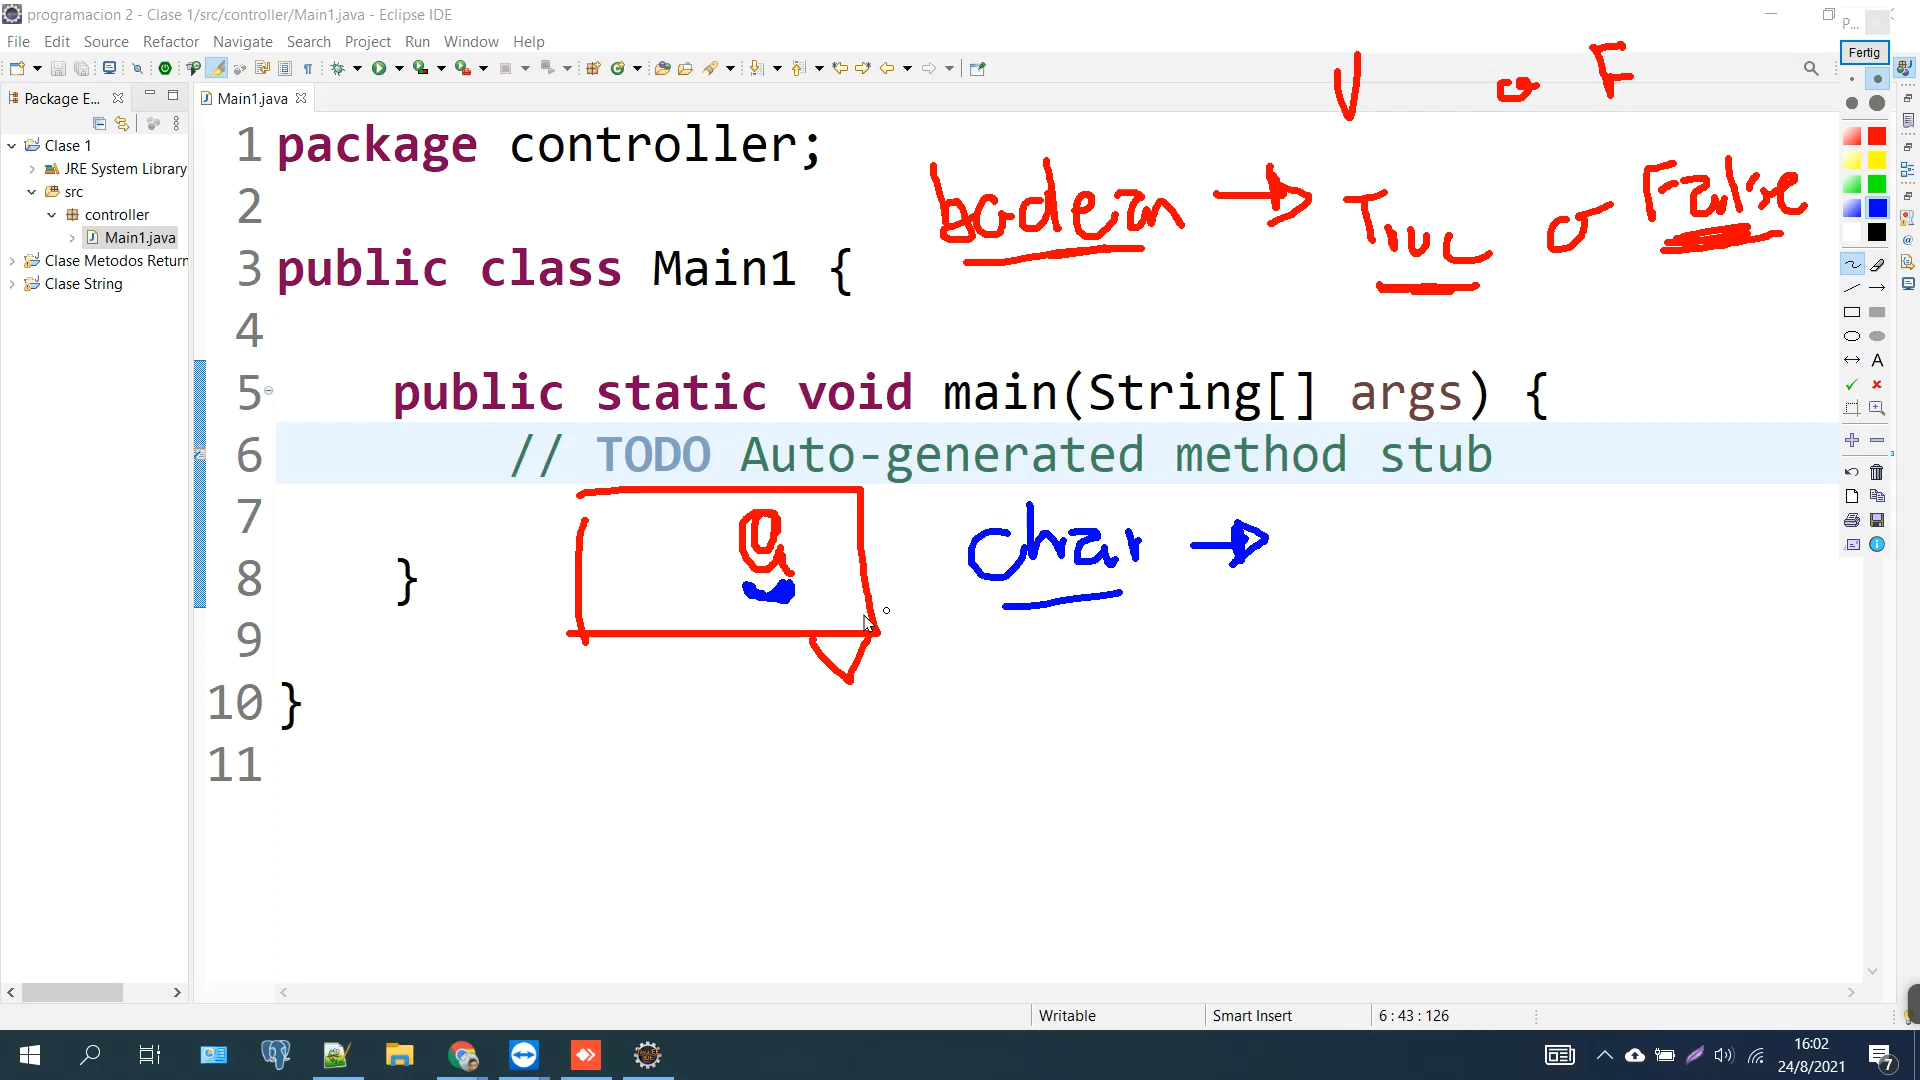 programacion 2 - Clase 1/src/controller/Main1.java - Eclipse IDE
P...
File Edit Source Refactor Navigate Search Project Run Window Help
Fertig
V o F
Package E...
Main1.java
1 package controller;
2
3 public class Main1 {
4
5 public static void main(String[] args) {
6 // TODO Auto-generated method stub
7
8 }
9
10 }
11
Clase 1
JRE System Library
src
controller
Main1.java
Clase Metodos Return
Clase String
boolean → True o False
a
char →
A
Writable
Smart Insert
6 : 43 : 126
16:02
24/8/2021
7